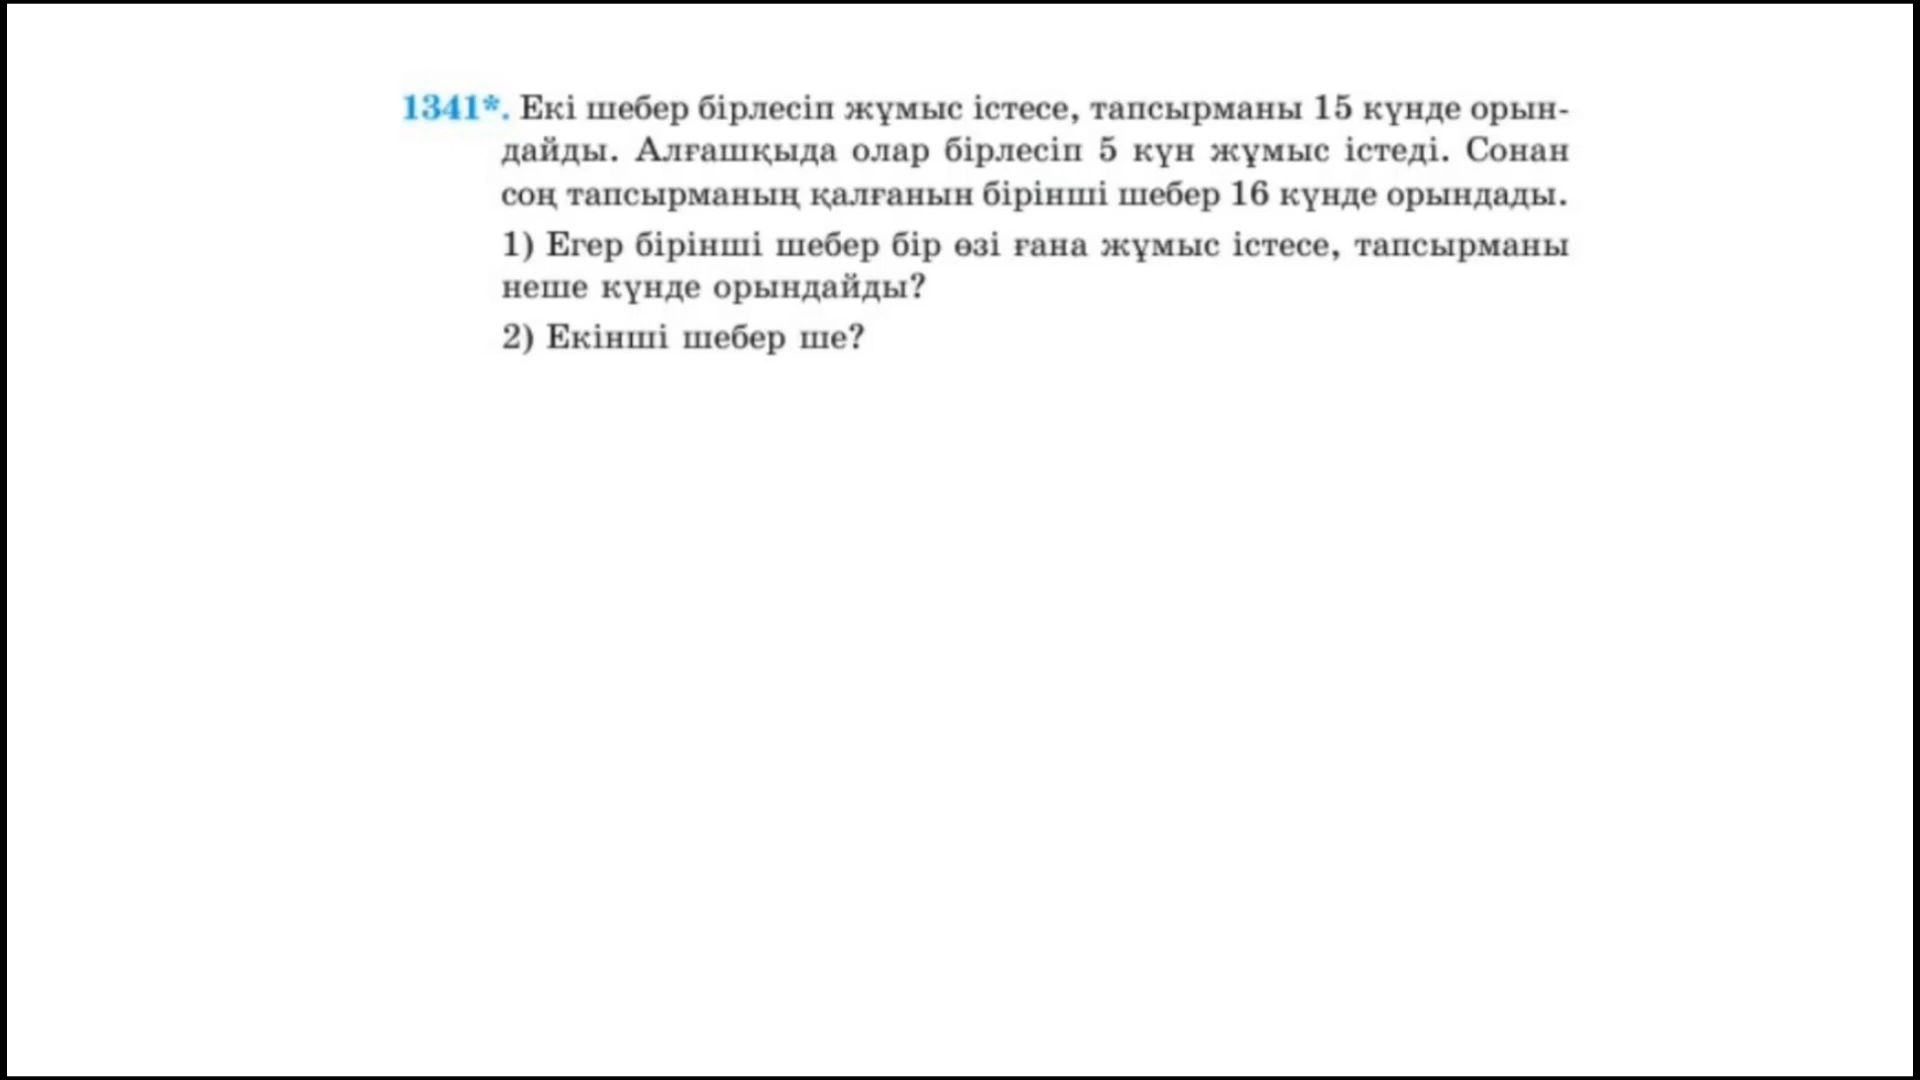 1341*. Екі шебер бірлесіп жұмыс істесе, тапсырманы 15 күнде орын-
дайды. Алғашқыда олар бірлесіп 5 күн жұмыс істеді. Сонан
соң тапсырманың қалғанын бірінші шебер 16 күнде орындады.
1) Егер бірінші шебер бір өзі ғана жұмыс істесе, тапсырманы
неше күнде орындайды?
2) Екінші шебер ше?